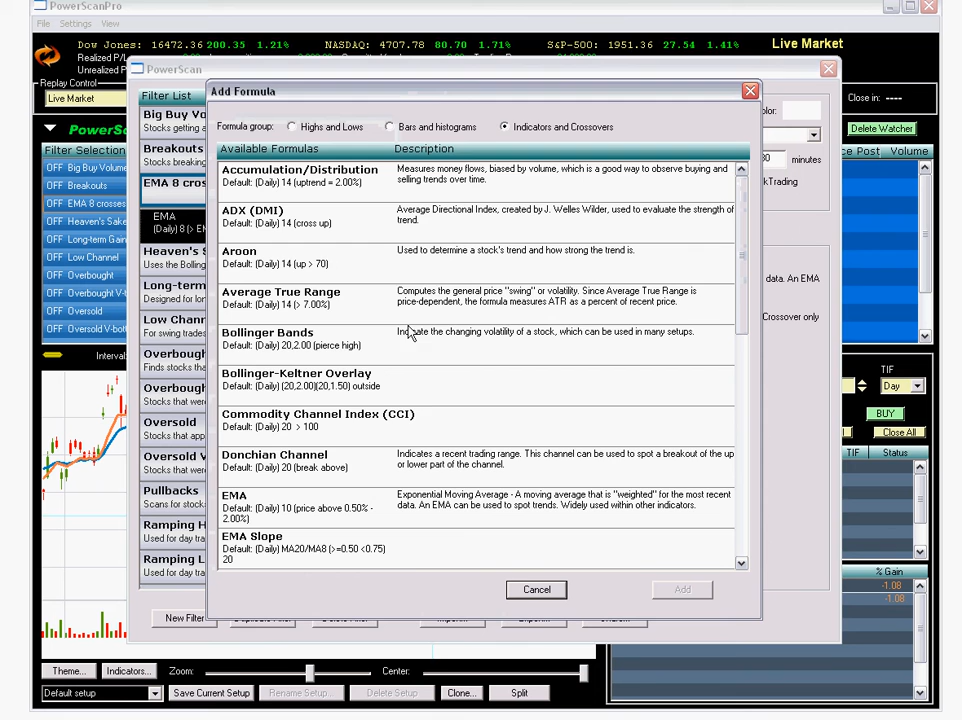 PowerScanPro
File Settings View
Dow Jones: 16472.36 200.35 1.21% NASDAQ: 4707.78 80.70 1.71% S&P-500: 1951.36 27.54 1.41%
Live Market
Realized P/L
Unrealized P
Replay Control
Live Market
Close in: ----
PowerS
Delete Watcher
Filter Selection
ce Post Volume
OFF Big Buy Volum
OFF Breakouts
OFF EMA 8 crosses
OFF Heaven's Sake
OFF Long-term Gain
OFF Low Channel
OFF Overbought
OFF Overbought V-b
OFF Oversold
OFF Oversold V-bott
Interval:
PowerScan
Filter List
Big Buy Vo
Stocks getting a
Breakouts
Stocks breaking
EMA 8 cros
EMA
(Daily) 8 (> EM
Heaven's S
Uses the Bolling
Long-term
Designed for lon
Low Chann
For swing trades
Overbough
Finds stocks tha
Overbough
Stocks that were
Oversold
Stocks that app
Oversold V
Stocks that were
Pullbacks
Scans for stocks
Ramping H
Used for day tra
Ramping L
Used for day tra
New Filter
olor:
30 minutes
kTrading
data. An EMA
Crossover only
Add Formula
Formula group: Highs and Lows Bars and histograms Indicators and Crossovers
Available Formulas Description
Accumulation/Distribution
Default: (Daily) 14 (uptrend = 2.00%)
Measures money flows, biased by volume, which is a good way to observe buying and
selling trends over time.
ADX (DMI)
Default: (Daily) 14 (cross up)
Average Directional Index, created by J. Welles Wilder, used to evaluate the strength of
trend.
Aroon
Default: (Daily) 14 (up > 70)
Used to determine a stock's trend and how strong the trend is.
Average True Range
Default: (Daily) 14 (> 7.00%)
Computes the general price "swing" or volatility. Since Average True Range is
price-dependent, the formula measures ATR as a percent of recent price.
Bollinger Bands
Default: (Daily) 20,2.00 (pierce high)
Indicate the changing volatility of a stock, which can be used in many setups.
Bollinger-Keltner Overlay
Default: (Daily) (20,2.00)(20,1.50) outside
Commodity Channel Index (CCI)
Default: (Daily) 20 > 100
Donchian Channel
Default: (Daily) 20 (break above)
Indicates a recent trading range. This channel can be used to spot a breakout of the up
or lower part of the channel.
EMA
Default: (Daily) 10 (price above 0.50% -
2.00%)
Exponential Moving Average - A moving average that is "weighted" for the most recent
data. An EMA can be used to spot trends. Widely used within other indicators.
EMA Slope
Default: (Daily) MA20/MA8 (>=0.50 <0.75)
20
Cancel Add
TIF
Day
BUY
Close All
TIF Status
% Gain
-1.08
-1.08
Theme... Indicators... Zoom: Center:
Default setup Save Current Setup Rename Setup... Delete Setup Clone... Split